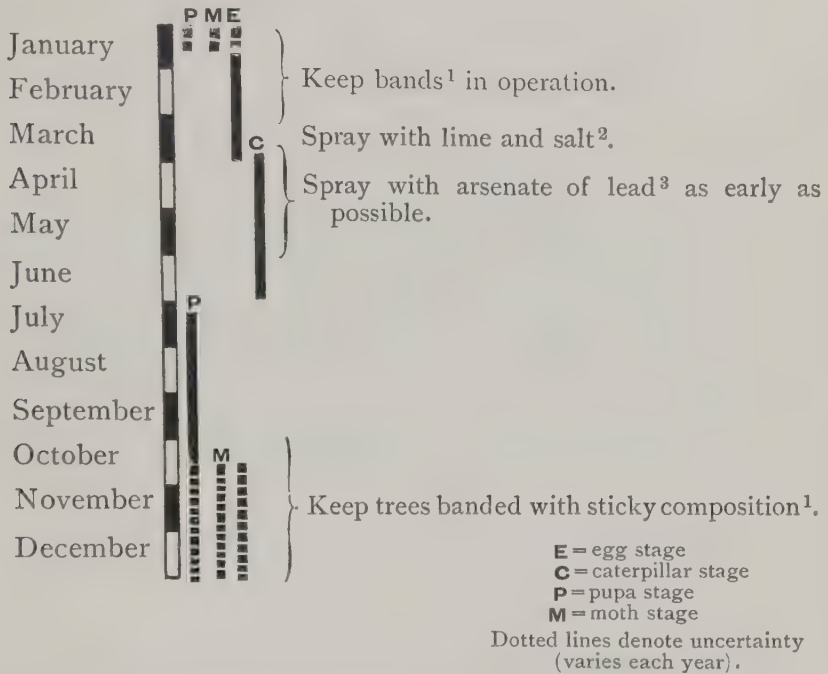 P M E
January
February
Keep bands¹ in operation.
March
C
Spray with lime and salt².
April
Spray with arsenate of lead³ as early as
possible.
May
June
P
July
August
September
October
M
November
Keep trees banded with sticky composition¹.
December
E = egg stage
C = caterpillar stage
P = pupa stage
M = moth stage
Dotted lines denote uncertainty
(varies each year).